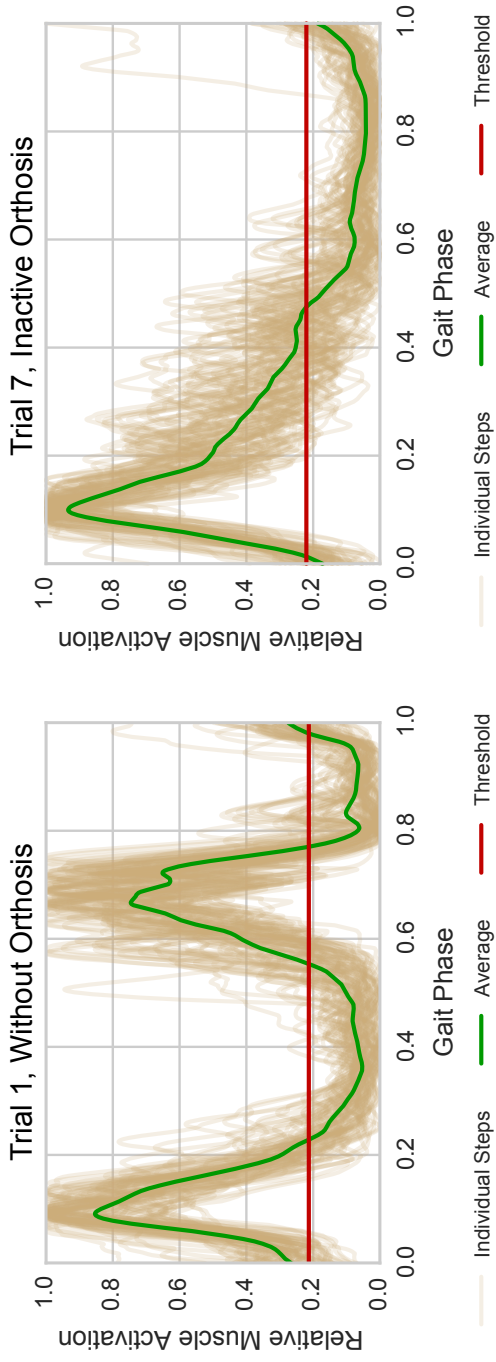 Trial 1, Without Orthosis
Relative Muscle Activation
1.0
0.8
0.6
0.4
0.2
0.0
0.0
0.2
0.4
0.6
0.8
1.0
Gait Phase
Individual Steps
Average
Threshold
Trial 7, Inactive Orthosis
Relative Muscle Activation
1.0
0.8
0.6
0.4
0.2
0.0
0.0
0.2
0.4
0.6
0.8
1.0
Gait Phase
Individual Steps
Average
Threshold